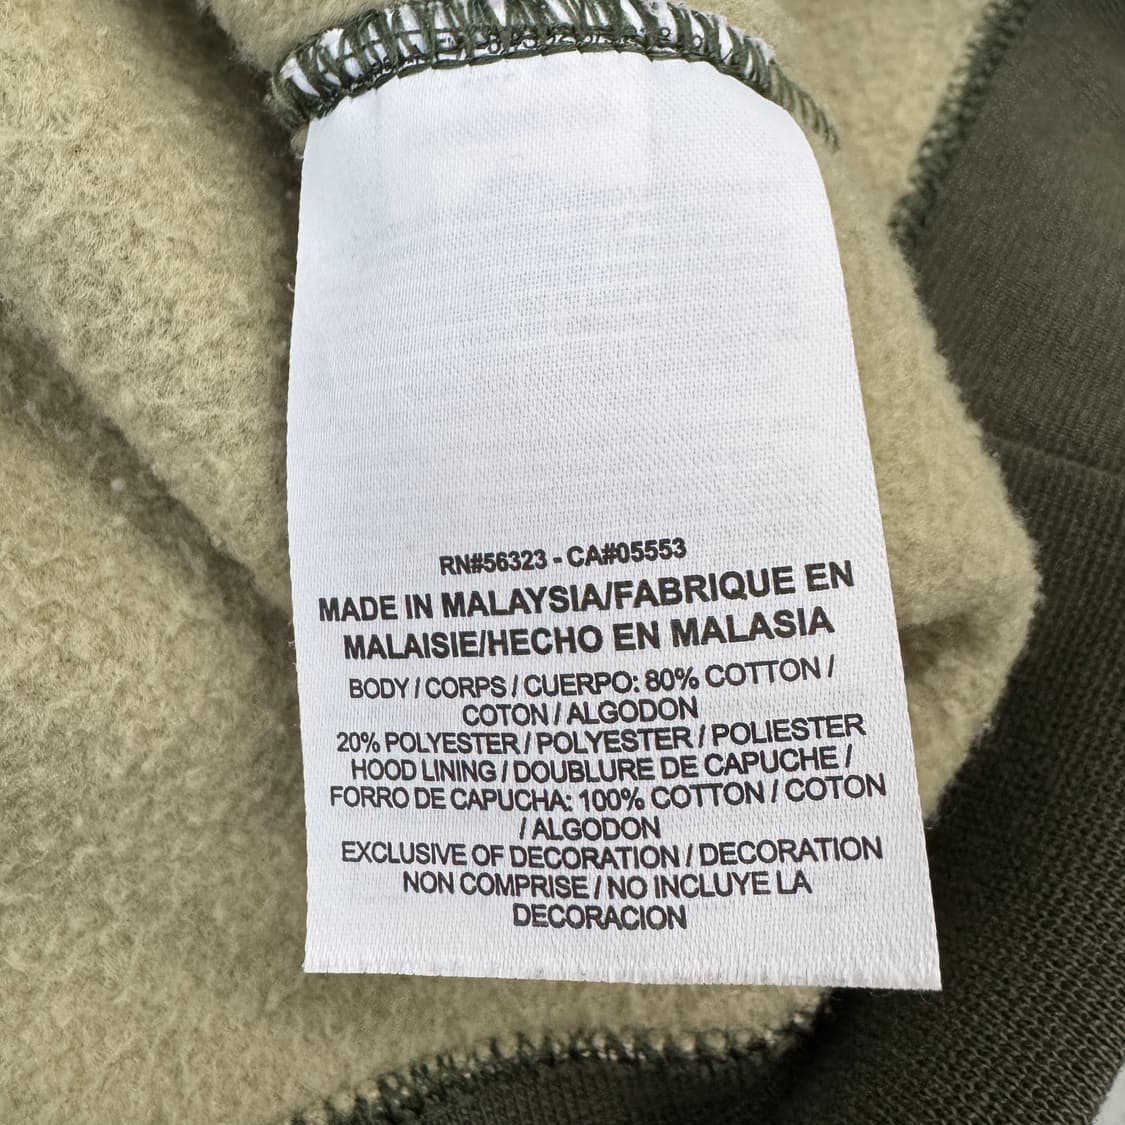 RN#56323 - CA#05553
MADE IN MALAYSIA/FABRIQUE EN
MALAISIE/HECHO EN MALASIA
BODY / CORPS / CUERPO: 80% COTTON /
COTON / ALGODON
20% POLYESTER / POLYESTER / POLIESTER
HOOD LINING / DOUBLURE DE CAPUCHE /
FORRO DE CAPUCHA: 100% COTTON / COTON
/ ALGODON
EXCLUSIVE OF DECORATION / DECORATION
NON COMPRISE / NO INCLUYE LA
DECORACION